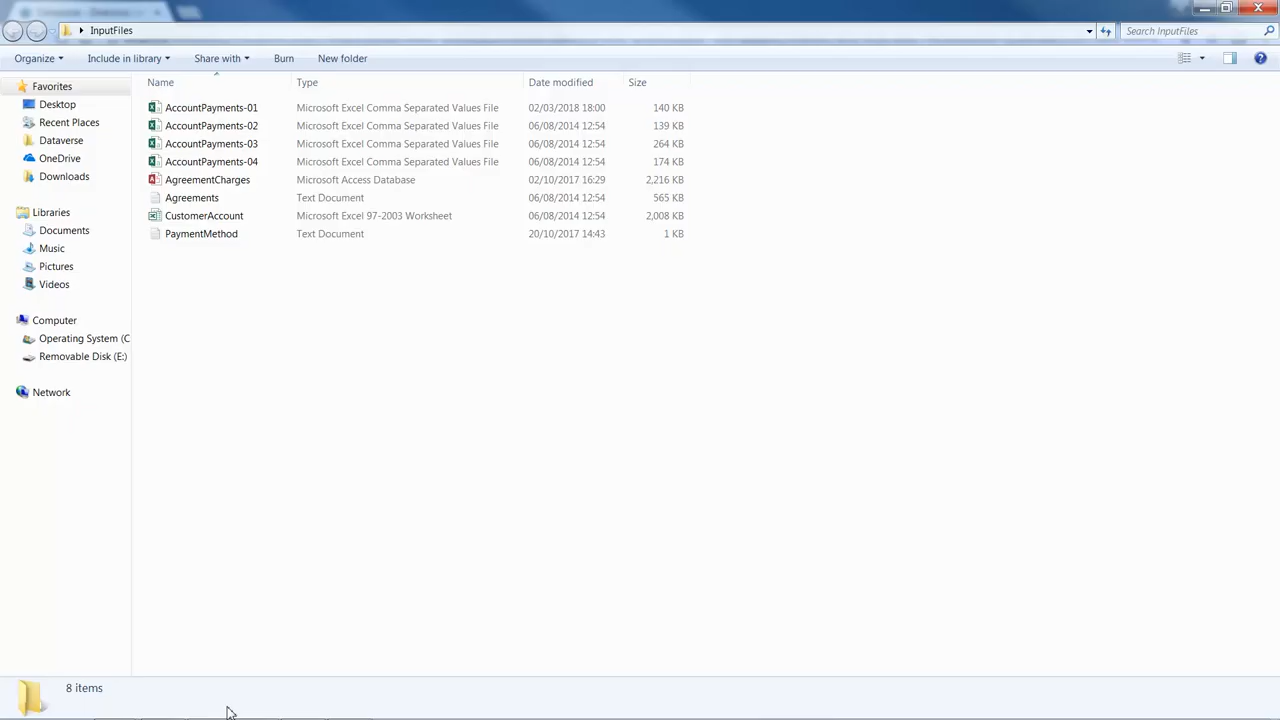 InputFiles
Search InputFiles
Organize Include in library Share with Burn New folder
Name Type Date modified Size
Favorites
Desktop
Recent Places
Dataverse
OneDrive
Downloads
Libraries
Documents
Music
Pictures
Videos
Computer
Operating System (C
Removable Disk (E:)
Network
AccountPayments-01 Microsoft Excel Comma Separated Values File 02/03/2018 18:00 140 KB
AccountPayments-02 Microsoft Excel Comma Separated Values File 06/08/2014 12:54 139 KB
AccountPayments-03 Microsoft Excel Comma Separated Values File 06/08/2014 12:54 264 KB
AccountPayments-04 Microsoft Excel Comma Separated Values File 06/08/2014 12:54 174 KB
AgreementCharges Microsoft Access Database 02/10/2017 16:29 2,216 KB
Agreements Text Document 06/08/2014 12:54 565 KB
CustomerAccount Microsoft Excel 97-2003 Worksheet 06/08/2014 12:54 2,008 KB
PaymentMethod Text Document 20/10/2017 14:43 1 KB
8 items